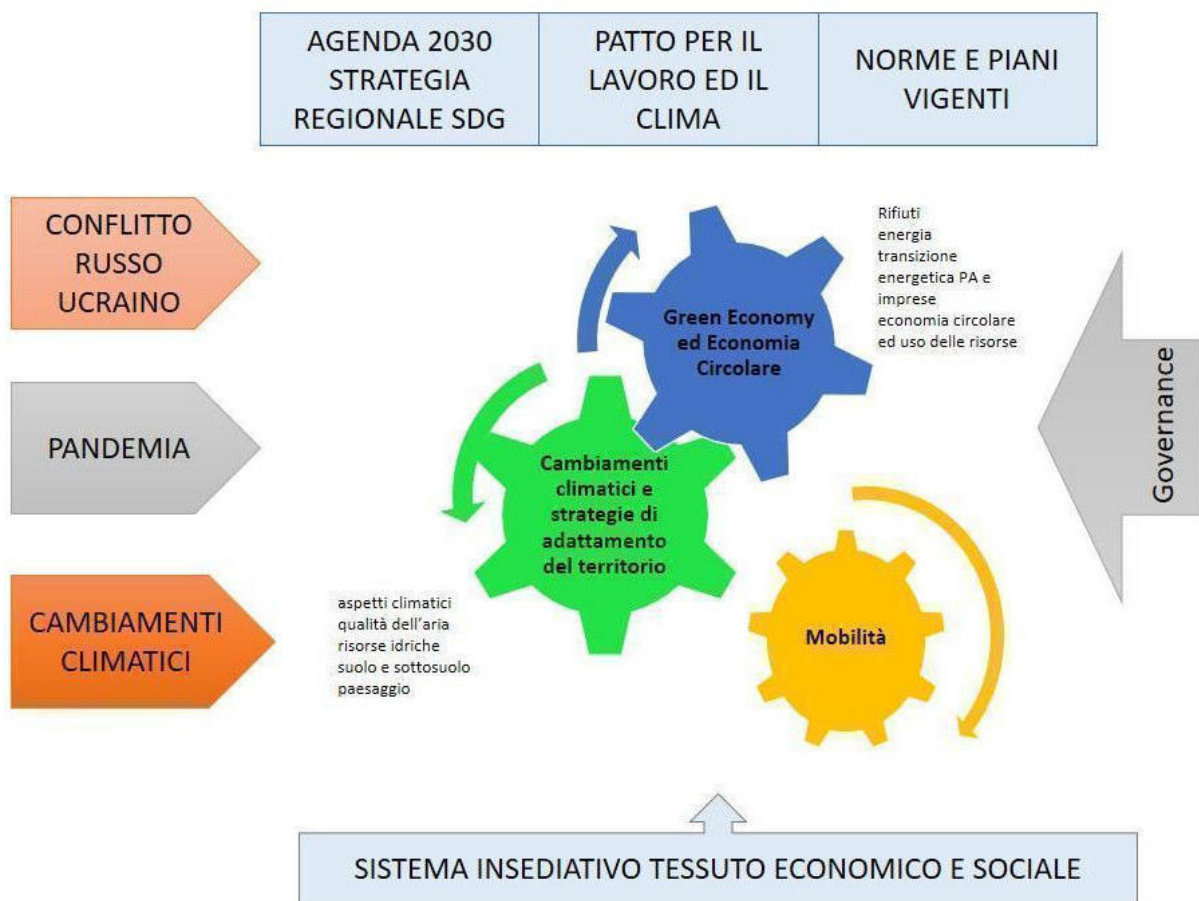 AGENDA 2030
STRATEGIA
REGIONALE SDG
PATTO PER IL
LAVORO ED IL
CLIMA
NORME E PIANI
VIGENTI
CONFLITTO
RUSSO
UCRAINO
PANDEMIA
CAMBIAMENTI
CLIMATICI
Green Economy
ed Economia
Circolare
Rifiuti
energia
transizione
energetica PA e
imprese
economia circolare
ed uso delle risorse
Cambiamenti
climatici e
strategie di
adattamento
del territorio
aspetti climatici
qualità dell'aria
risorse idriche
suolo e sottosuolo
paesaggio
Mobilità
Governance
SISTEMA INSEDIATIVO TESSUTO ECONOMICO E SOCIALE